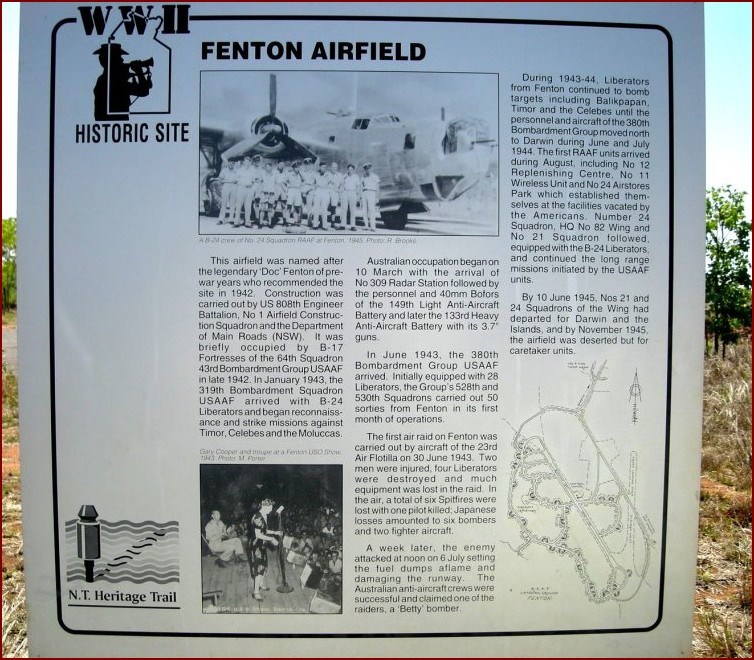 WWII
HISTORIC SITE
FENTON AIRFIELD
A B-24 crew of No. 24 Squadron RAAF at Fenton, 1945. Photo: R. Brooks.
This airfield was named after
the legendary 'Doc' Fenton of pre-
war years who recommended the
site in 1942. Construction was
carried out by US 808th Engineer
Battalion, No 1 Airfield Construc-
tion Squadron and the Department
of Main Roads (NSW). It was
briefly occupied by B-17
Fortresses of the 64th Squadron
43rd Bombardment Group USAAF
in late 1942. In January 1943, the
319th Bombardment Squadron
USAAF arrived with B-24
Liberators and began reconnaiss-
ance and strike missions against
Timor, Celebes and the Moluccas.
Gary Cooper and troupe at a Fenton USO Show,
1943. Photo: M. Porter
Australian occupation began on
10 March with the arrival of
No 309 Radar Station followed by
the personnel and 40mm Bofors
of the 149th Light Anti-Aircraft
Battery and later the 133rd Heavy
Anti-Aircraft Battery with its 3.7"
guns.
In June 1943, the 380th
Bombardment Group USAAF
arrived. Initially equipped with 28
Liberators, the Group's 528th and
530th Squadrons carried out 50
sorties from Fenton in its first
month of operations.
The first air raid on Fenton was
carried out by aircraft of the 23rd
Air Flotilla on 30 June 1943. Two
men were injured, four Liberators
were destroyed and much
equipment was lost in the raid. In
the air, a total of six Spitfires were
lost with one pilot killed; Japanese
losses amounted to six bombers
and two fighter aircraft.
A week later, the enemy
attacked at noon on 6 July setting
the fuel dumps aflame and
damaging the runway. The
Australian anti-aircraft crews were
successful and claimed one of the
raiders, a 'Betty' bomber.
During 1943-44, Liberators
from Fenton continued to bomb
targets including Balikpapan,
Timor and the Celebes until the
personnel and aircraft of the 380th
Bombardment Group moved north
to Darwin during June and July
1944. The first RAAF units arrived
during August, including No 12
Replenishing Centre, No 11
Wireless Unit and No 24 Airstores
Park which established them-
selves at the facilities vacated by
the Americans. Number 24
Squadron, HQ No 82 Wing and
No 21 Squadron followed,
equipped with the B-24 Liberators,
and continued the long range
missions initiated by the USAAF
units.
By 10 June 1945, Nos 21 and
24 Squadrons of the Wing had
departed for Darwin and the
Islands, and by November 1945,
the airfield was deserted but for
caretaker units.
FENTON
N.T. Heritage Trail